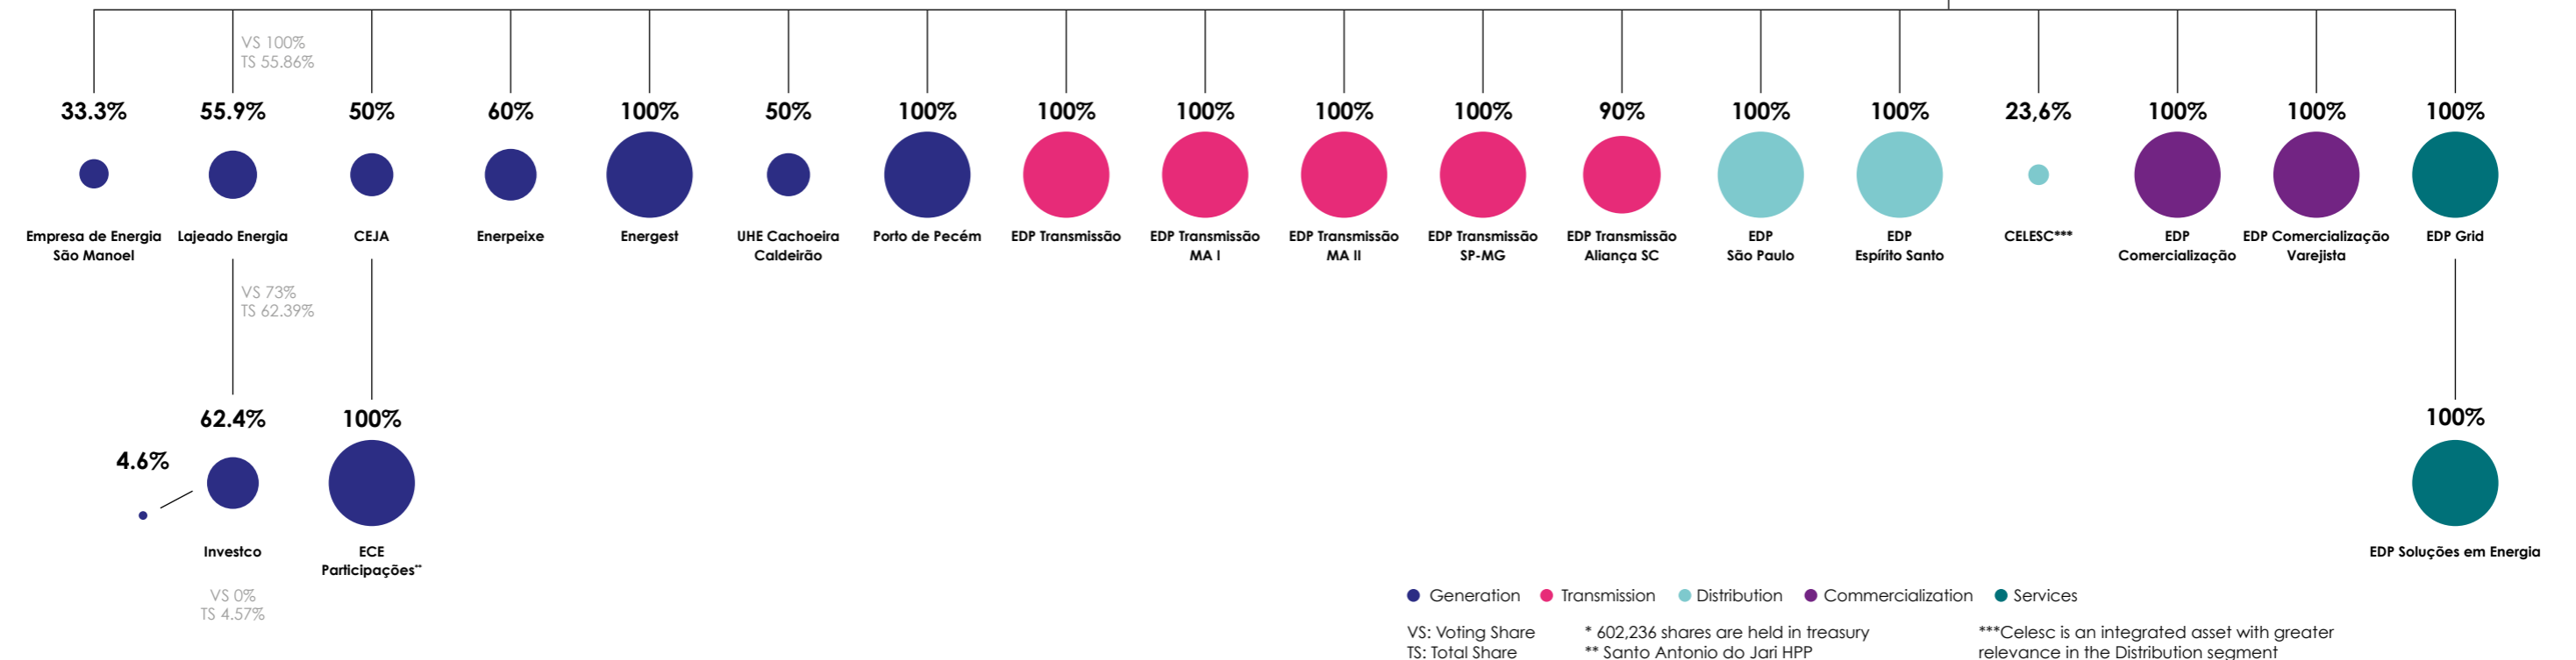 VS 100%
TS 55.86%
33.3%
55.9%
50%
60%
100%
50%
100%
100%
100%
100%
100%
90%
100%
100%
23,6%
100%
100%
100%
Empresa de Energia
São Manoel
Lajeado Energia
CEJA
Enerpeixe
Energest
UHE Cachoeira
Caldeirão
Porto de Pecém
EDP Transmissão
EDP Transmissão
MA I
EDP Transmissão
MA II
EDP Transmissão
SP-MG
EDP Transmissão
Aliança SC
EDP
São Paulo
EDP
Espírito Santo
CELESC***
EDP
Comercialização
EDP Comercialização
Varejista
EDP Grid
VS 73%
TS 62.39%
4.6%
62.4%
100%
100%
Investco
ECE
Participações**
EDP Soluções em Energia
VS 0%
TS 4.57%
Generation
Transmission
Distribution
Commercialization
Services
VS: Voting Share
TS: Total Share
* 602,236 shares are held in treasury
** Santo Antonio do Jari HPP
***Celesc is an integrated asset with greater
relevance in the Distribution segment